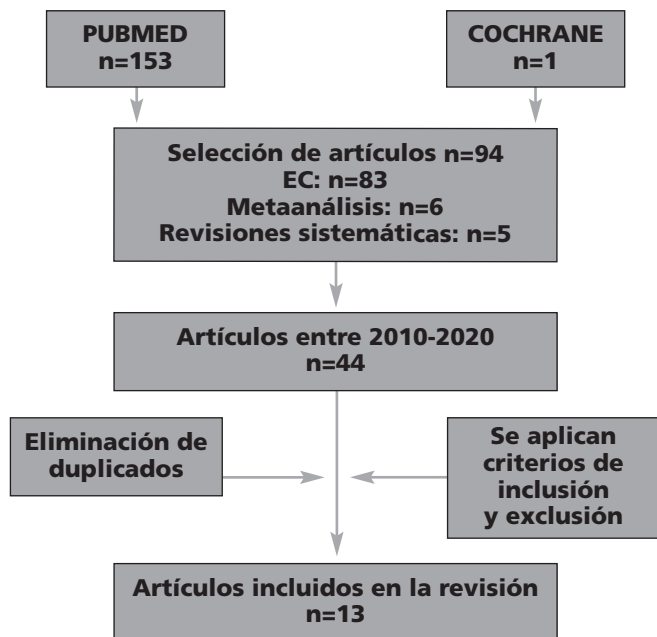 PUBMED
n=153
COCHRANE
n=1
Selección de artículos n=94
EC: n=83
Metaanálisis: n=6
Revisiones sistemáticas: n=5
Artículos entre 2010-2020
n=44
Eliminación de
duplicados
Se aplican
criterios de
inclusión
y exclusión
Artículos incluidos en la revisión
n=13